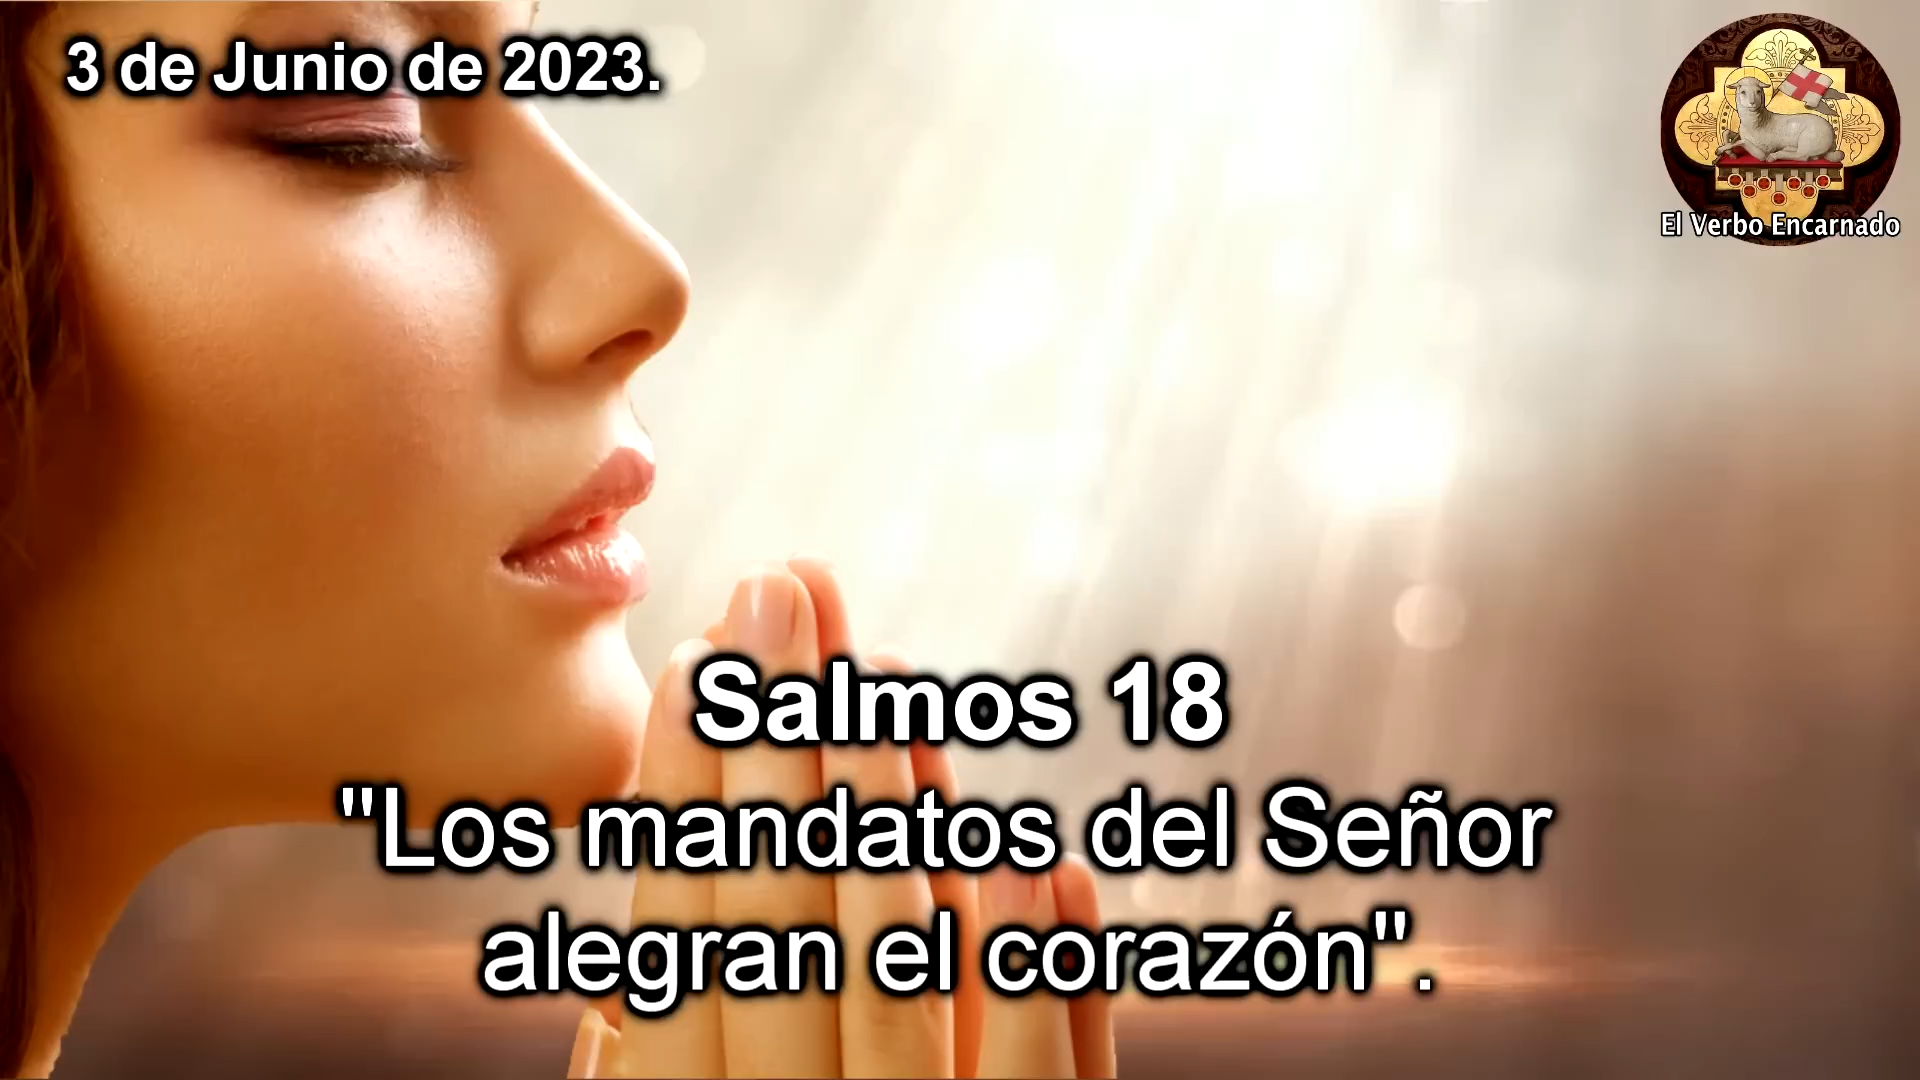 3 de Junio de 2023.
El Verbo Encarnado
Salmos 18
"Los mandatos del Señor
alegran el corazón".